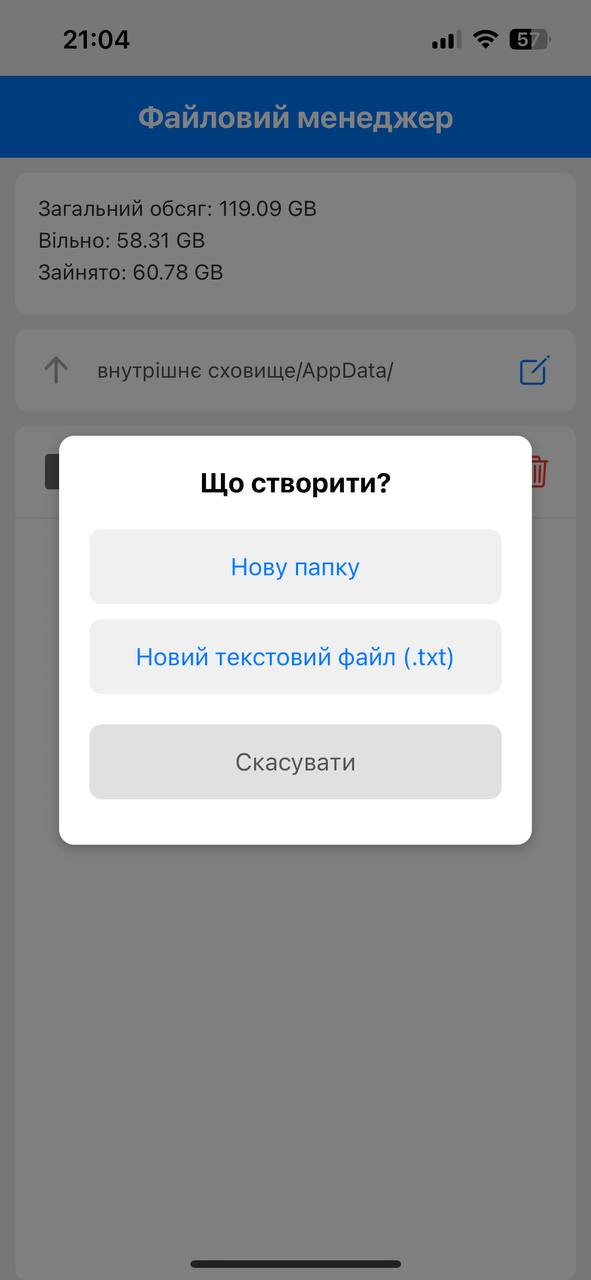 21:04
57
Файловий менеджер
Загальний обсяг: 119.09 GB
Вільно: 58.31 GB
Зайнято: 60.78 GB
внутрішнє сховище/AppData/
Що створити?
Нову папку
Новий текстовий файл (.txt)
Скасувати